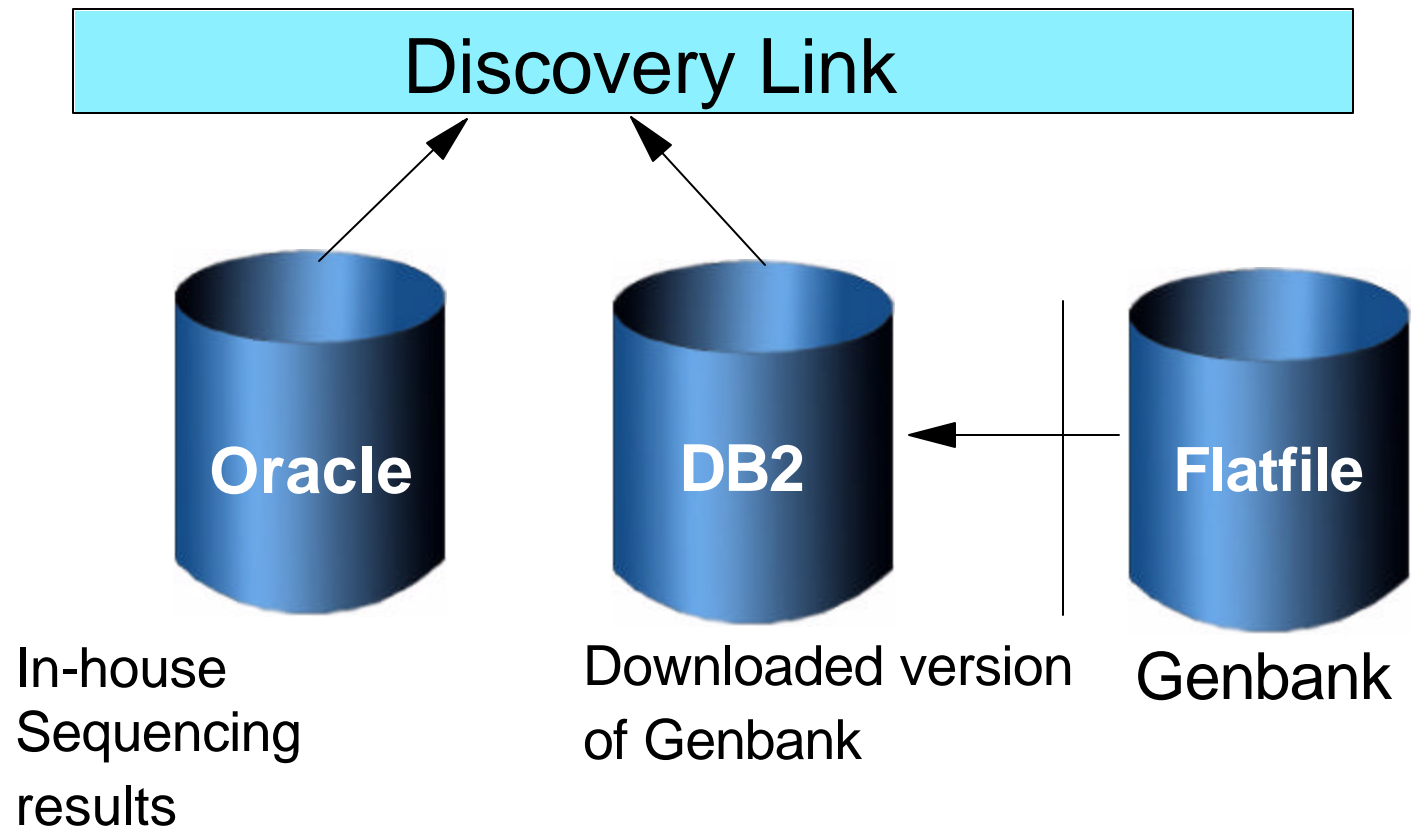 Discovery Link
Oracle
DB2
Flatfile
In-house
Sequencing
results
Downloaded version
of Genbank
Genbank